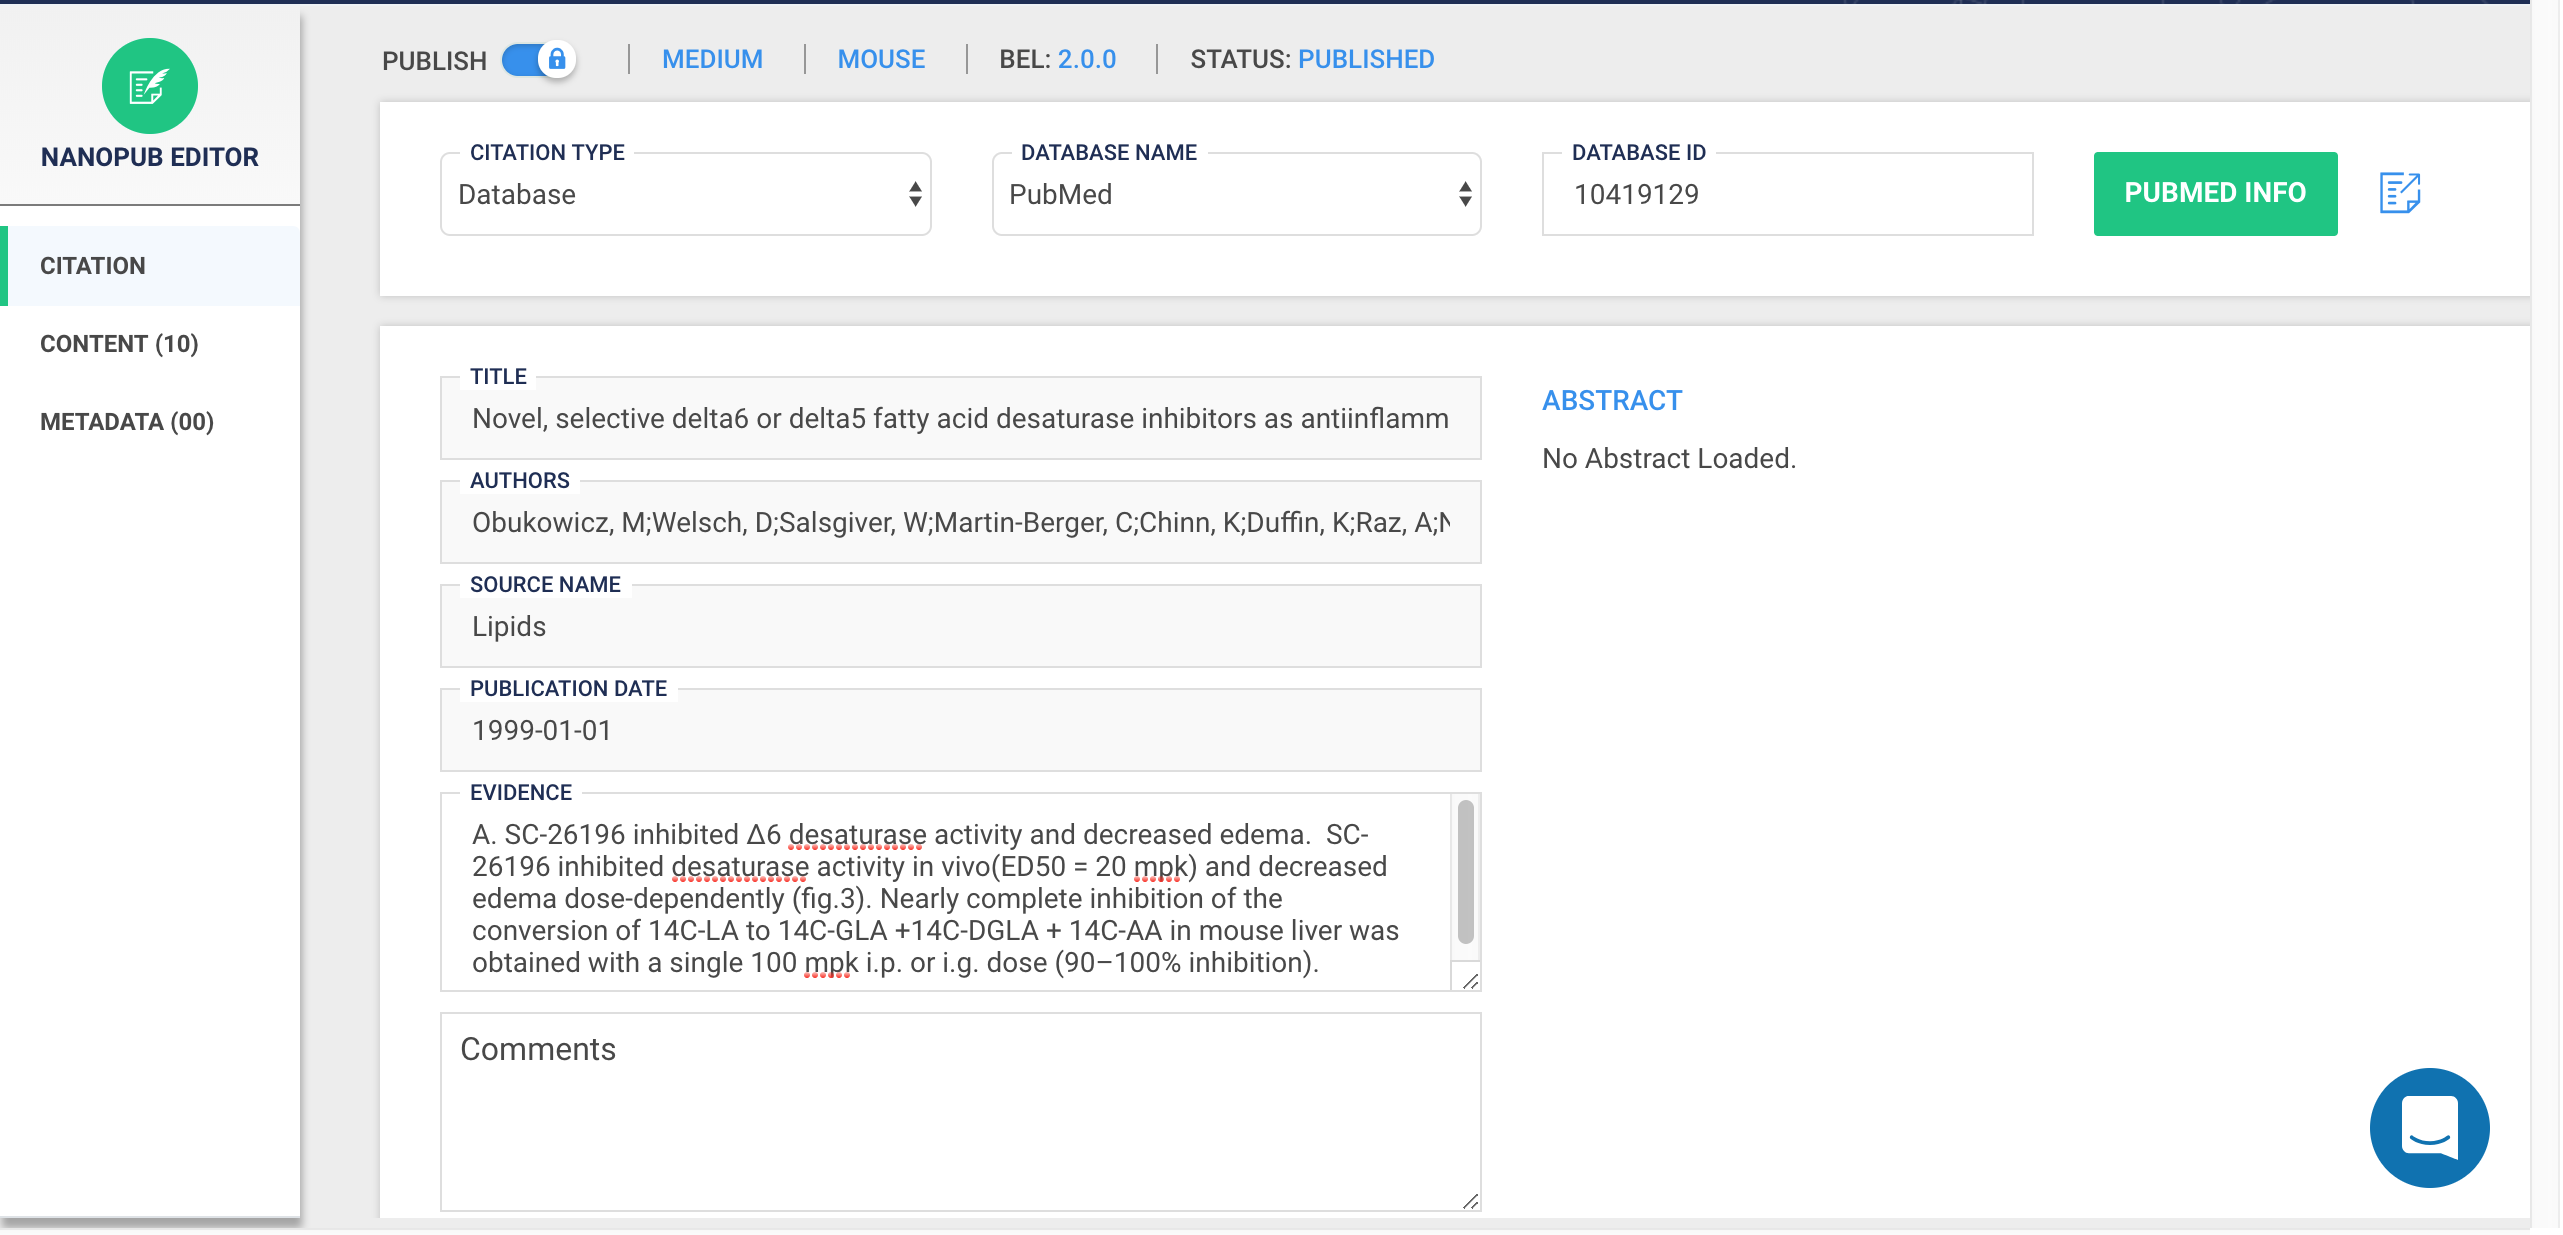 NANOPUB EDITOR
CITATION
CONTENT (10)
METADATA (00)
PUBLISH
MEDIUM
MOUSE
BEL: 2.0.0
STATUS: PUBLISHED
CITATION TYPE
Database
DATABASE NAME
PubMed
DATABASE ID
10419129
PUBMED INFO
TITLE
Novel, selective delta6 or delta5 fatty acid desaturase inhibitors as antiinflamm
AUTHORS
Obukowicz, M;Welsch, D;Salsgiver, W;Martin-Berger, C;Chinn, K;Duffin, K;Raz, A;N
SOURCE NAME
Lipids
PUBLICATION DATE
1999-01-01
EVIDENCE
A. SC-26196 inhibited Δ6 desaturase activity and decreased edema.  SC-
26196 inhibited desaturase activity in vivo(ED50 = 20 mpk) and decreased
edema dose-dependently (fig.3). Nearly complete inhibition of the
conversion of 14C-LA to 14C-GLA +14C-DGLA + 14C-AA in mouse liver was
obtained with a single 100 mpk i.p. or i.g. dose (90–100% inhibition).
Comments
ABSTRACT
No Abstract Loaded.